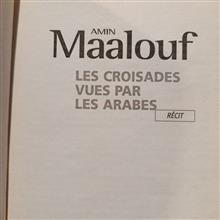 AMIN
Maalouf
LES CROISADES
VUES PAR
LES ARABES
RÉCIT